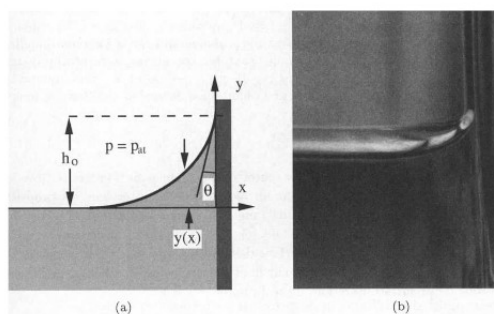 y
h₀
p = pₐₜ
θ
x
y(x)
(a)
(b)